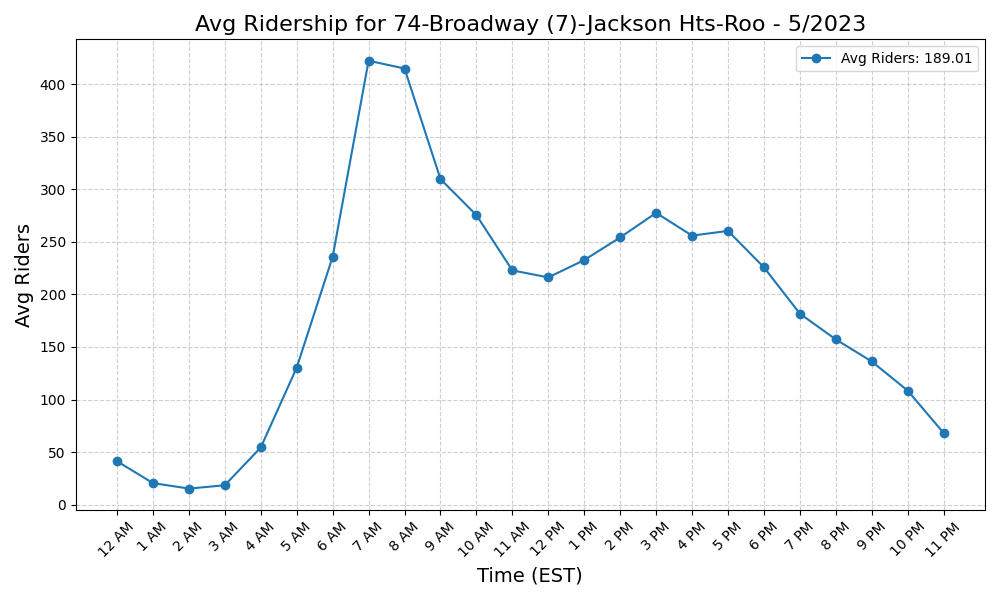 Avg Ridership for 74-Broadway (7)-Jackson Hts-Roo - 5/2023
Avg Riders: 189.01
Avg Riders
400
350
300
250
200
150
100
50
0
12 AM
1 AM
2 AM
3 AM
4 AM
5 AM
6 AM
7 AM
8 AM
9 AM
10 AM
11 AM
12 PM
1 PM
2 PM
3 PM
4 PM
5 PM
6 PM
7 PM
8 PM
9 PM
10 PM
11 PM
Time (EST)